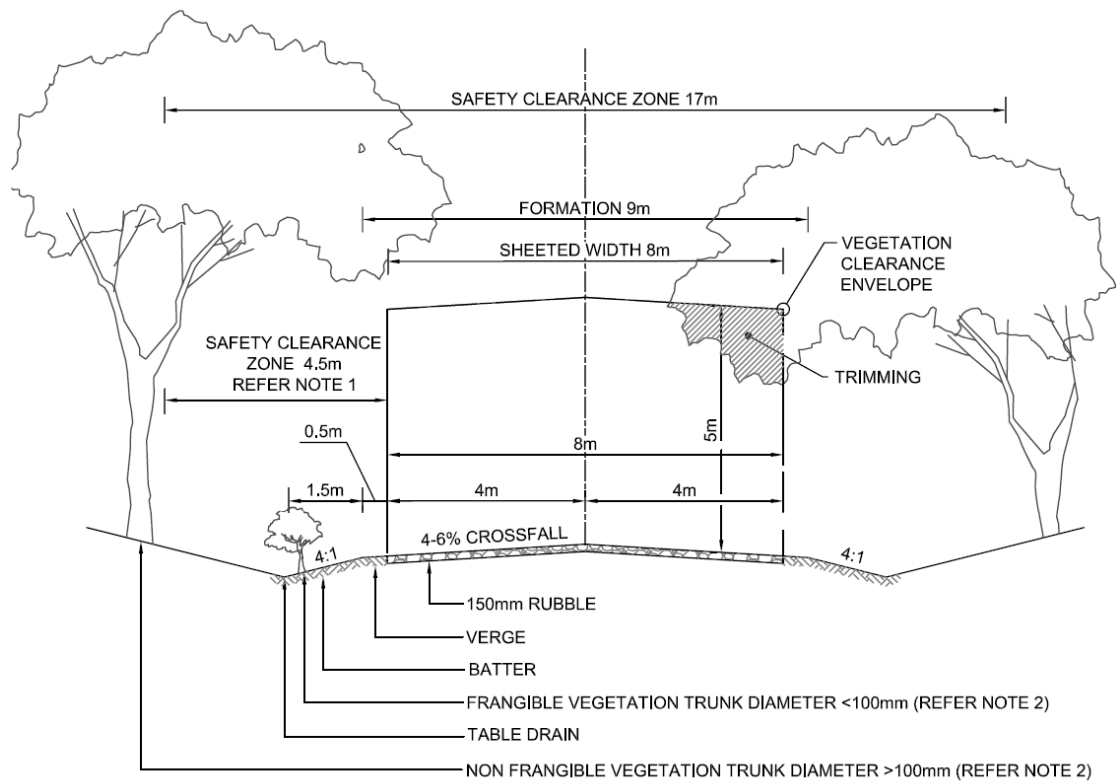 SAFETY CLEARANCE ZONE 17m
FORMATION 9m
SHEETED WIDTH 8m
VEGETATION
CLEARANCE
ENVELOPE
SAFETY CLEARANCE
ZONE 4.5m
REFER NOTE 1
TRIMMING
0.5m
8m
5m
1.5m
4m
4m
4-6% CROSSFALL
4:1
4:1
150mm RUBBLE
VERGE
BATTER
FRANGIBLE VEGETATION TRUNK DIAMETER <100mm (REFER NOTE 2)
TABLE DRAIN
NON FRANGIBLE VEGETATION TRUNK DIAMETER >100mm (REFER NOTE 2)